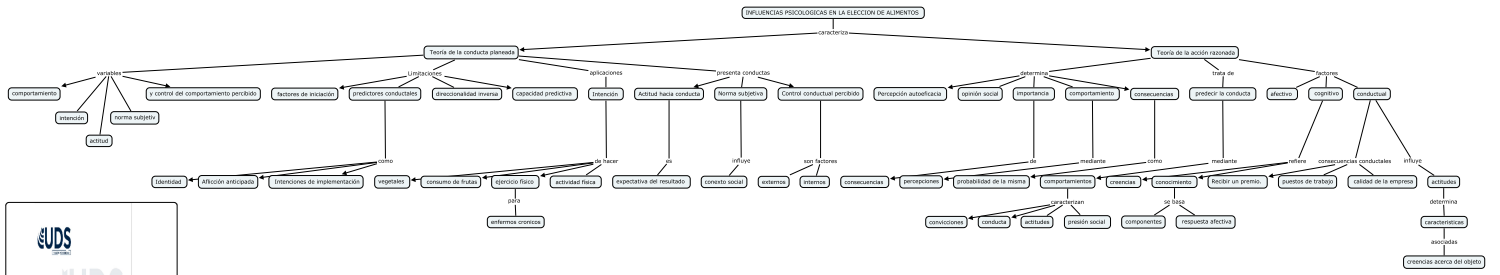 INFLUENCIAS PSICOLOGICAS EN LA ELECCION DE ALIMENTOS
caracteriza
Teoría de la conducta planeada
Teoría de la acción razonada
variables
Limitaciones
aplicaciones
presenta conductas
determina
trata de
factores
comportamiento
y control del comportamiento percibido
factores de iniciación
predictores conductales
direccionalidad inversa
capacidad predictiva
Intención
Actitud hacia conducta
Norma subjetiva
Control conductual percibido
Percepción autoeficacia
opinión social
importancia
comportamiento
consecuencias
predecir la conducta
afectivo
cognitivo
conductual
intención
norma subjetiv
actitud
como
de hacer
es
influye
son factores
de
mediante
como
mediante
refiere
consecuencias conductales
influye
Identidad
Aflicción anticipada
Intenciones de implementación
vegetales
consumo de frutas
ejercicio físico
actividad física
expectativa del resultado
conexto social
externos
internos
consecuencias
percepciones
probabilidad de la misma
comportamientos
creencias
conocimiento
Recibir un premio.
puestos de trabajo
calidad de la empresa
actitudes
para
caracterizan
se basa
determina
enfermos cronicos
convicciones
conducta
actitudes
presión social
componentes
respuesta afectiva
caracteristicas
asociadas
creencias acerca del objeto
UDS
UDS